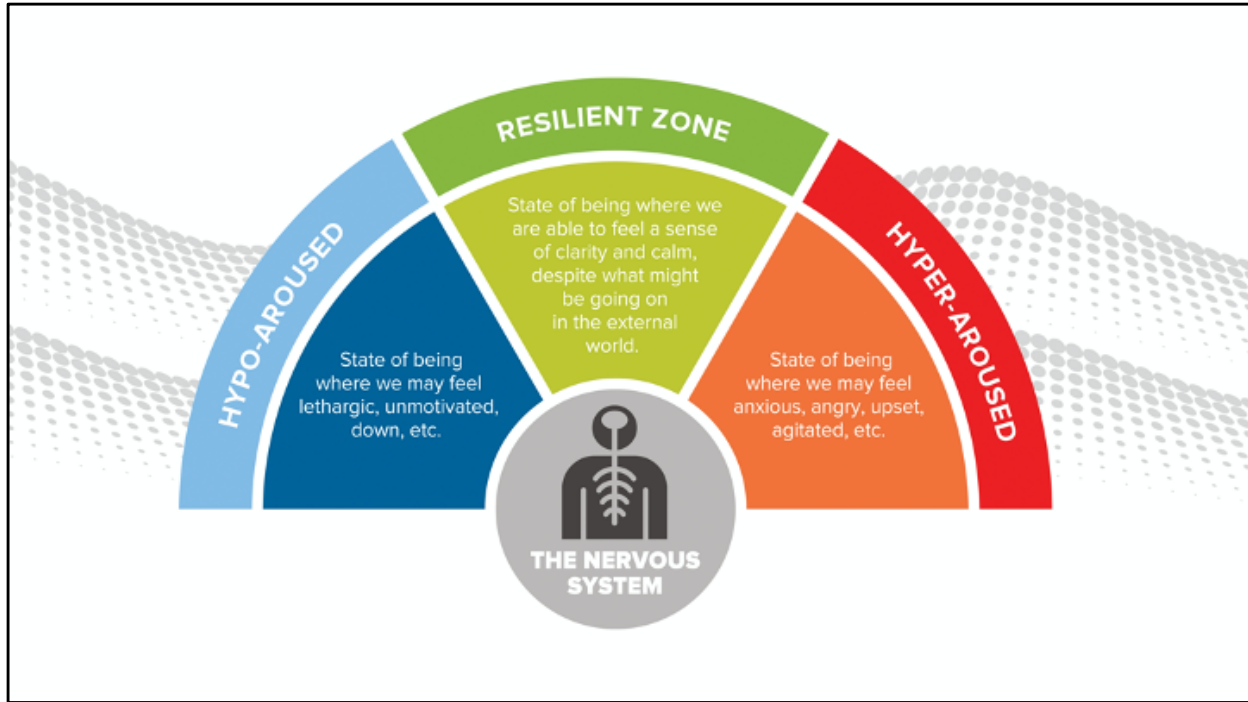 RESILIENT ZONE
HYPO-AROUSED
HYPER-AROUSED
State of being where we
are able to feel a sense
of clarity and calm,
despite what might
be going on
in the external
world.
State of being
where we may feel
lethargic, unmotivated,
down, etc.
State of being
where we may feel
anxious, angry, upset,
agitated, etc.
THE NERVOUS
SYSTEM